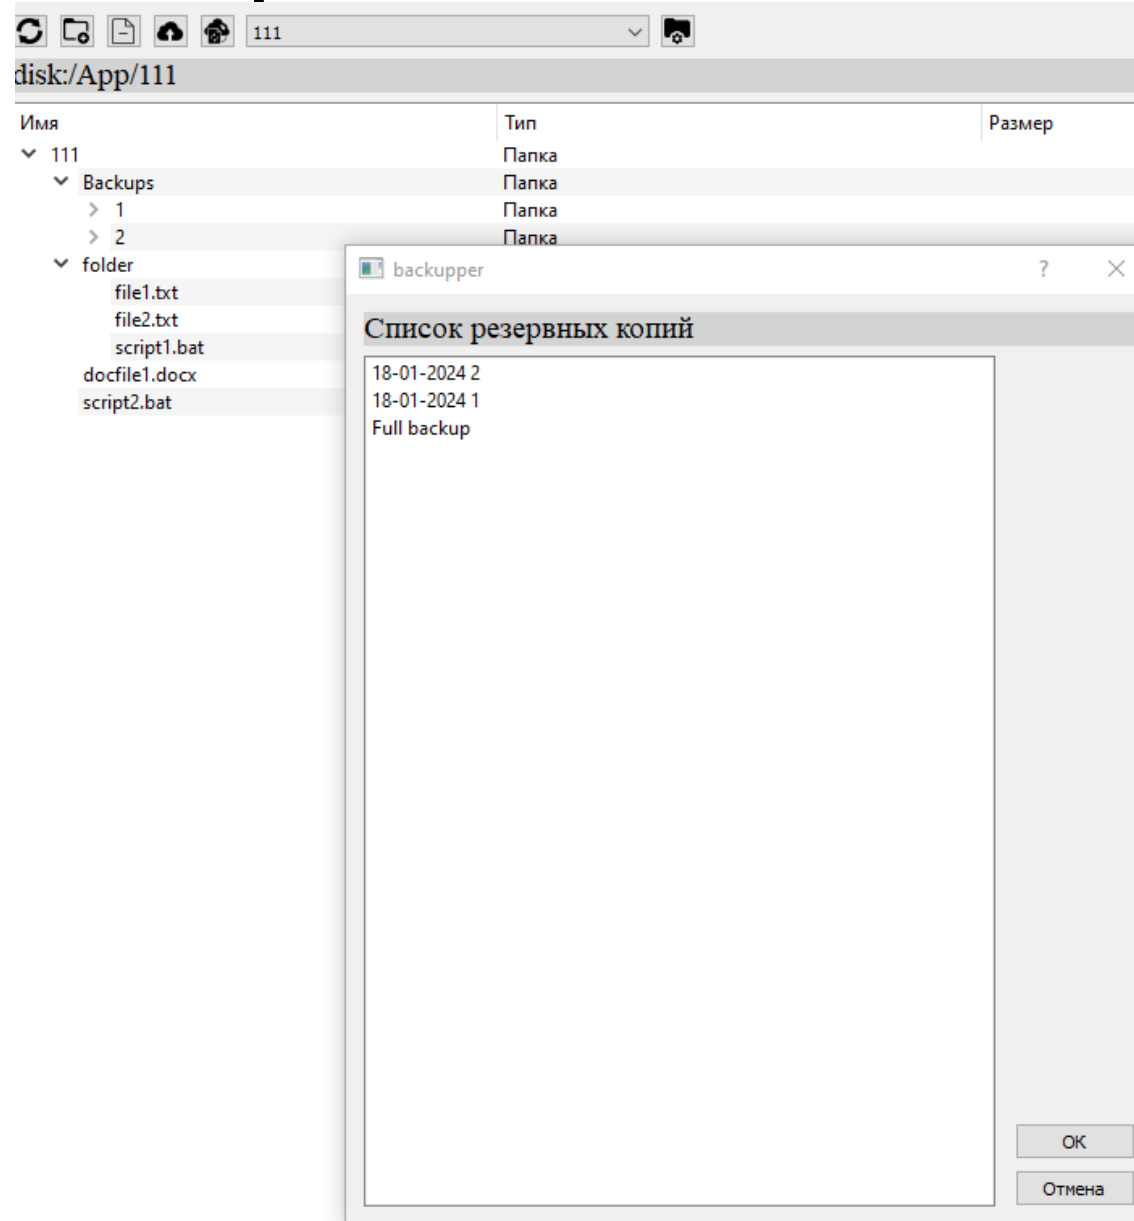 111
disk:/App/111
Имя Тип Размер
111 Папка
Backups Папка
1 Папка
2 Папка
folder
file1.txt
file2.txt
script1.bat
docfile1.docx
script2.bat
backupper ?
Список резервных копий
18-01-2024 2
18-01-2024 1
Full backup
OK
Отмена